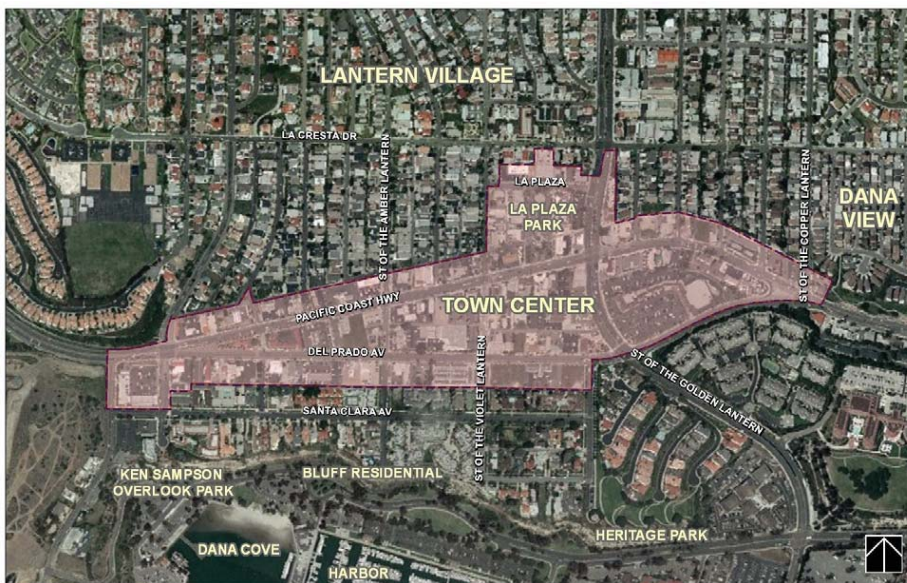 LANTERN VILLAGE
LA CRESTA DR
ST OF THE AMBER LANTERN
LA PLAZA
LA PLAZA
PARK
ST OF THE COPPER LANTERN
DANA
VIEW
PACIFIC COAST HWY
TOWN CENTER
DEL PRADO AV
ST OF THE VIOLET LANTERN
ST OF THE GOLDEN LANTERN
SANTA CLARA AV
KEN SAMPSON
OVERLOOK PARK
BLUFF RESIDENTIAL
HERITAGE PARK
DANA COVE
HARBOR